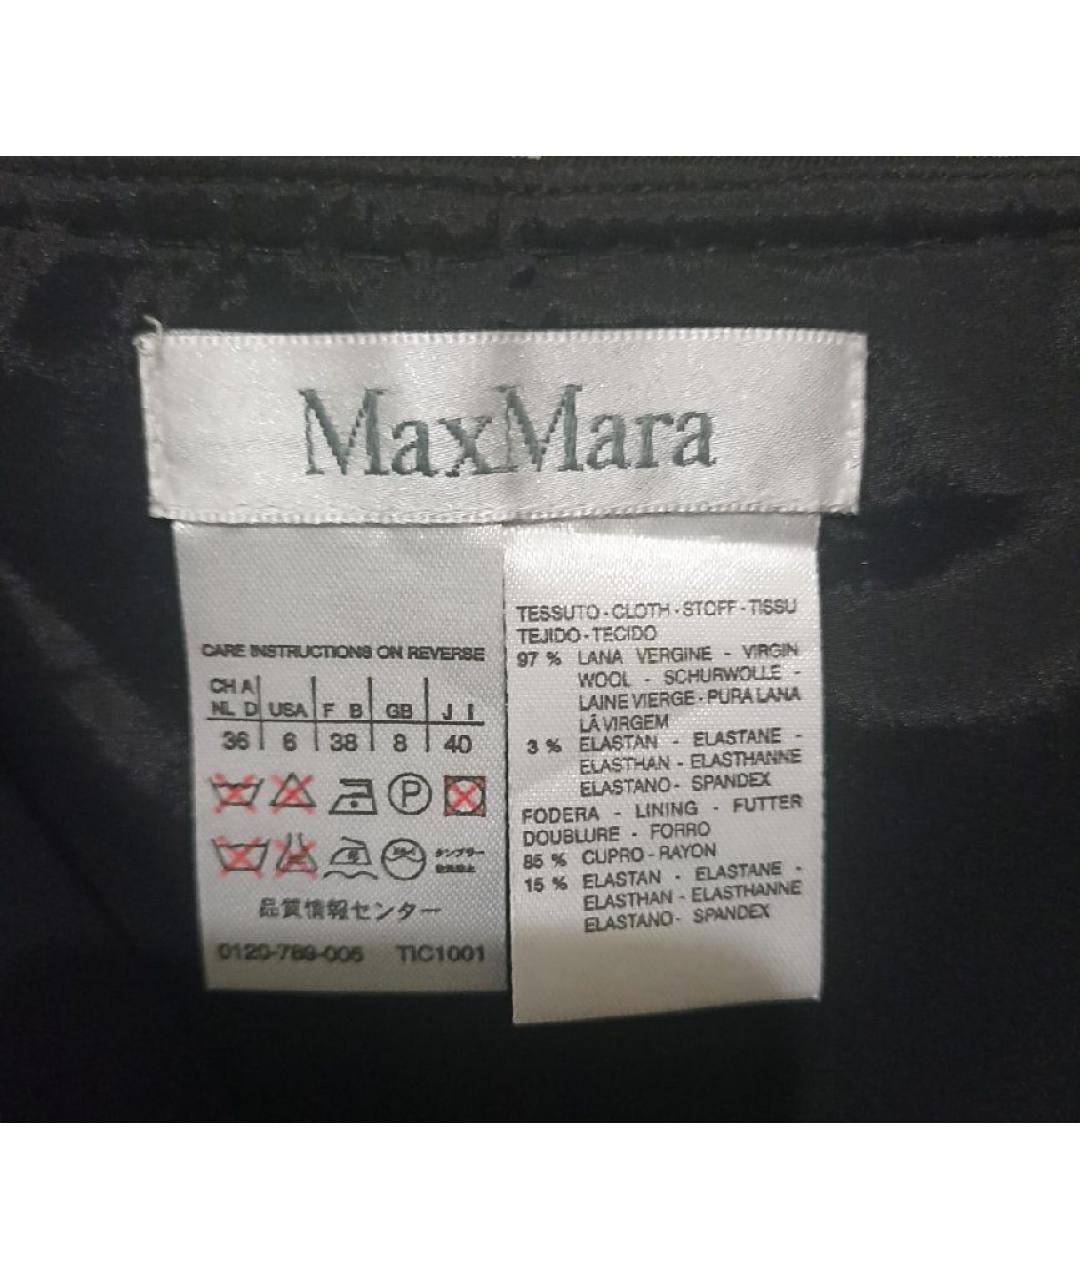 MaxMara
CARE INSTRUCTIONS ON REVERSE
CH A
NL D USA F B GB J I
36 6 38 8 40
P
品質情報センター
0120-789-005 TIC1001
TESSUTO - CLOTH - STOFF - TISSU
TEJIDO - TECIDO
97 % LANA VERGINE - VIRGIN
WOOL - SCHURWOLLE -
LAINE VIERGE - PURA LANA
LÃ VIRGEM
3 % ELASTAN - ELASTANE -
ELASTHAN - ELASTHANNE
ELASTANO - SPANDEX
FODERA - LINING - FUTTER
DOUBLURE - FORRO
85 % CUPRO - RAYON
15 % ELASTAN - ELASTANE -
ELASTHAN - ELASTHANNE
ELASTANO - SPANDEX